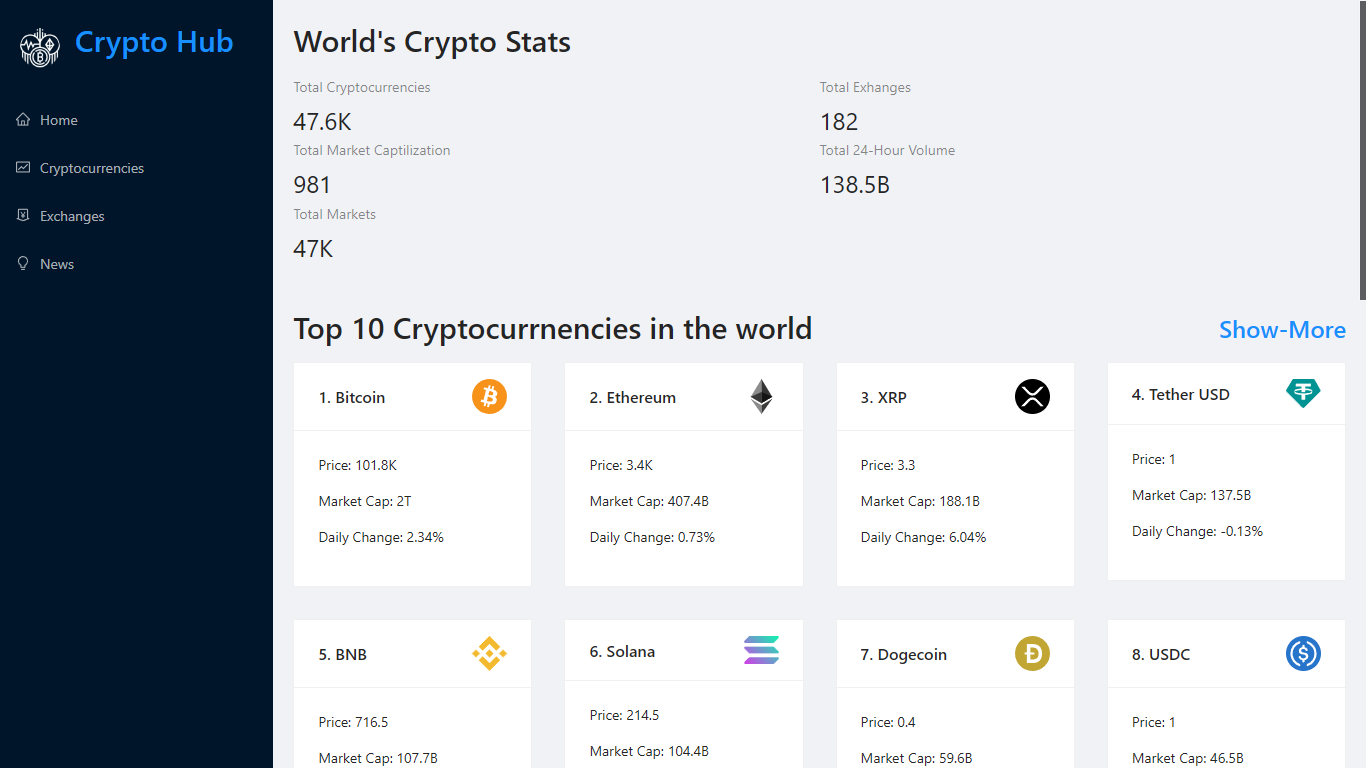 Crypto Hub
Home
Cryptocurrencies
Exchanges
News
World's Crypto Stats
Total Cryptocurrencies
47.6K
Total Exhanges
182
Total Market Captilization
981
Total 24-Hour Volume
138.5B
Total Markets
47K
Top 10 Cryptocurrnencies in the world
Show-More
1. Bitcoin
Price: 101.8K
Market Cap: 2T
Daily Change: 2.34%
2. Ethereum
Price: 3.4K
Market Cap: 407.4B
Daily Change: 0.73%
3. XRP
Price: 3.3
Market Cap: 188.1B
Daily Change: 6.04%
4. Tether USD
Price: 1
Market Cap: 137.5B
Daily Change: -0.13%
5. BNB
Price: 716.5
Market Cap: 107.7B
6. Solana
Price: 214.5
Market Cap: 104.4B
7. Dogecoin
Price: 0.4
Market Cap: 59.6B
8. USDC
Price: 1
Market Cap: 46.5B